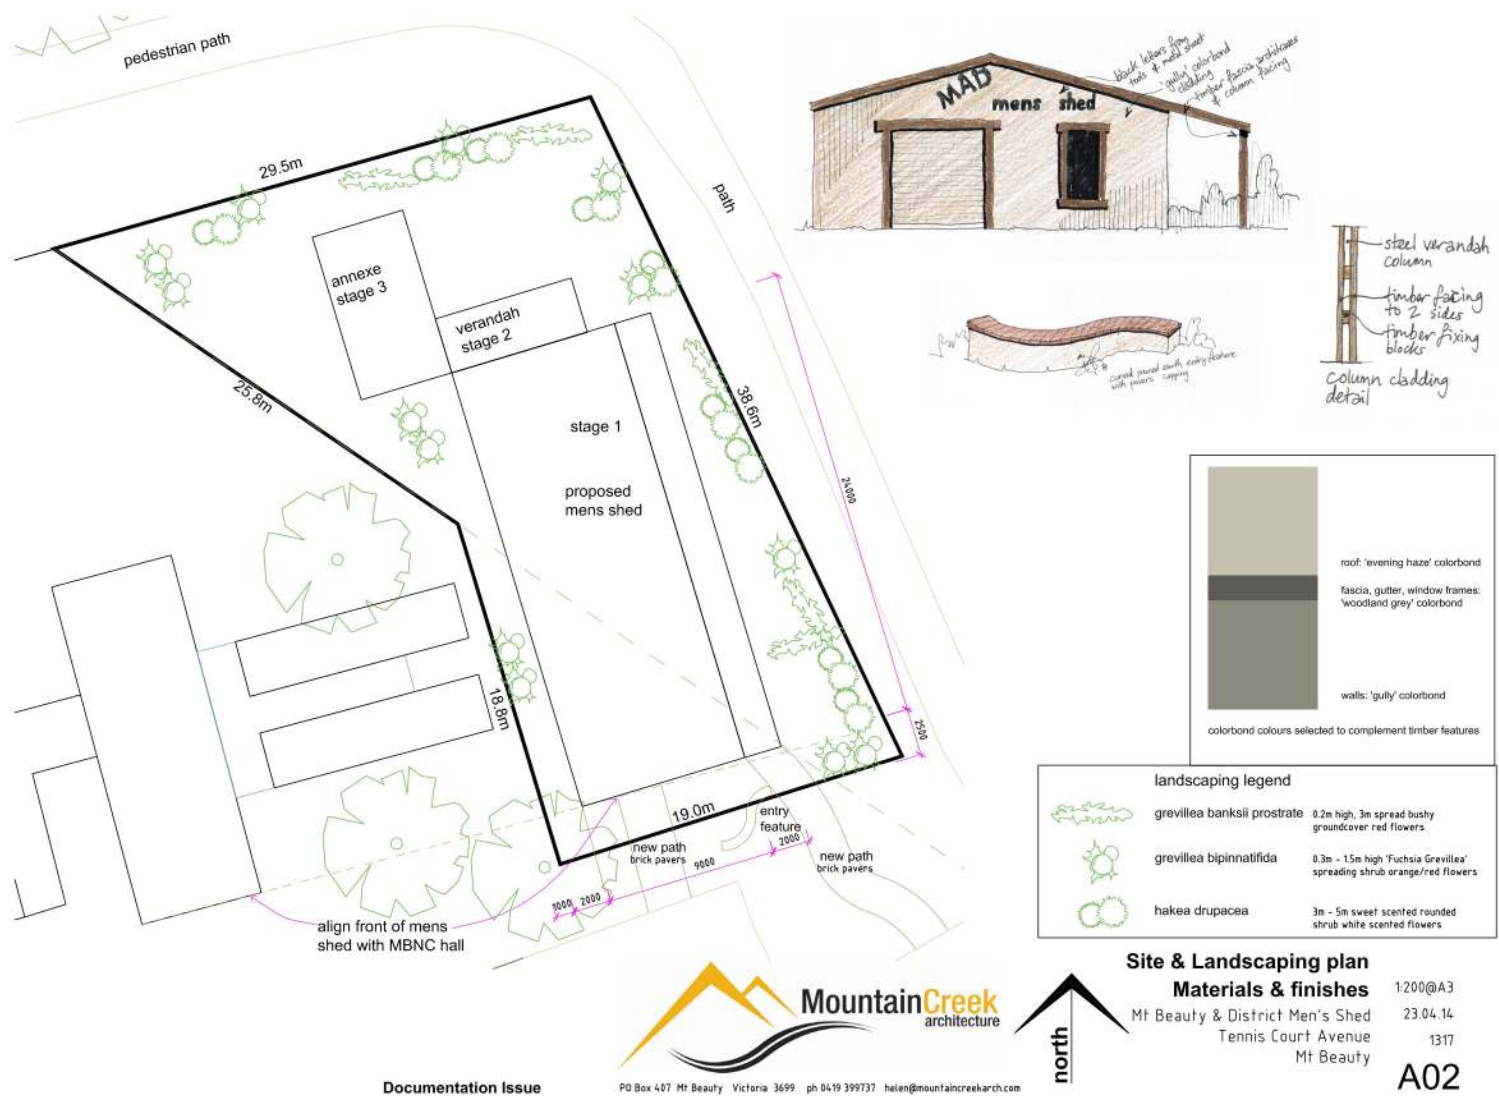 pedestrian path
29.5m
path
annexe
stage 3
verandah
stage 2
25.8m
38.6m
stage 1
proposed
mens shed
24000
18.8m
2500
19.0m
entry
feature
2000
new path
brick pavers
9000
new path
brick pavers
1000
2000
align front of mens
shed with MBNC hall
MAD
mens shed
black letters from
tools & metal sheet
'gully' colorbond
cladding
timber fascia, architraves
& column facing
curved paved earth entry feature
with pavers capping
steel verandah
column
timber facing
to 2 sides
timber fixing
blocks
column cladding
detail
roof: 'evening haze' colorbond
fascia, gutter, window frames:
'woodland grey' colorbond
walls: 'gully' colorbond
colorbond colours selected to complement timber features
landscaping legend
grevillea banksii prostrate
0.2m high, 3m spread bushy
groundcover red flowers
grevillea bipinnatifida
0.3m - 1.5m high 'Fuchsia Grevillea'
spreading shrub orange/red flowers
hakea drupacea
3m - 5m sweet scented rounded
shrub white scented flowers
Documentation Issue
MountainCreek
architecture
PO Box 407 Mt Beauty Victoria 3699 ph 0419 399737 helen@mountaincreekarch.com
north
Site & Landscaping plan
Materials & finishes
1:200@A3
Mt Beauty & District Men's Shed
23.04.14
Tennis Court Avenue
1317
Mt Beauty
A02